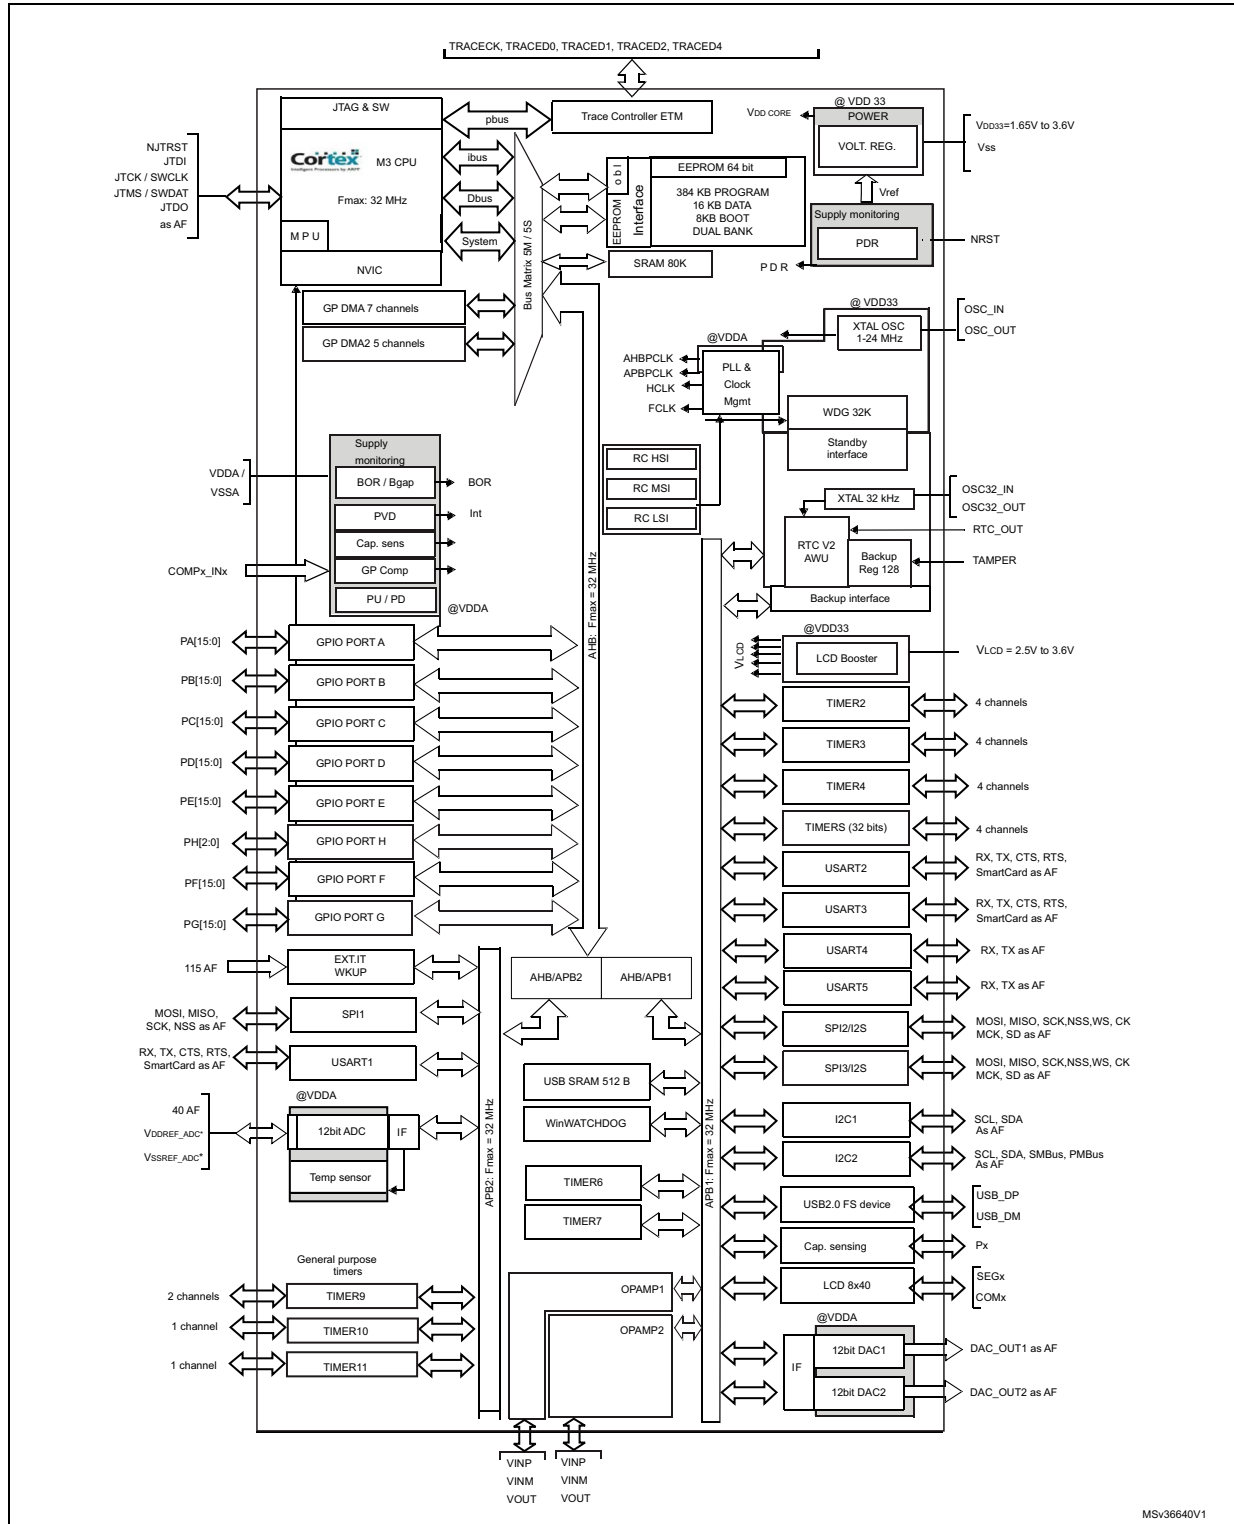 TRACECK, TRACED0, TRACED1, TRACED2, TRACED4
JTAG & SW
pbus
Trace Controller ETM
NJTRST
JTDI
JTCK / SWCLK
JTMS / SWDAT
JTDO
as AF
Cortex
Intelligent Processors by ARM®
M3 CPU
Fmax: 32 MHz
M P U
NVIC
ibus
Dbus
System
Bus Matrix 5M / 5S
EEPROM
Interface
o b l
EEPROM 64 bit
384 KB PROGRAM
16 KB DATA
8KB BOOT
DUAL BANK
SRAM 80K
VDD CORE
@ VDD 33
POWER
VOLT. REG.
VDD33=1.65V to 3.6V
Vss
Vref
Supply monitoring
PDR
NRST
P D R
GP DMA 7 channels
GP DMA2 5 channels
@ VDD33
XTAL OSC
1-24 MHz
OSC_IN
OSC_OUT
@VDDA
AHBPCLK
APBPCLK
HCLK
FCLK
PLL &
Clock
Mgmt
WDG 32K
Standby
interface
RC HSI
RC MSI
RC LSI
VDDA /
VSSA
Supply
monitoring
BOR / Bgap
BOR
PVD
Int
Cap. sens
GP Comp
PU / PD
@VDDA
COMPx_INx
XTAL 32 kHz
OSC32_IN
OSC32_OUT
RTC V2
AWU
RTC_OUT
Backup
Reg 128
TAMPER
Backup interface
AHB: Fmax = 32 MHz
@VDD33
VLCD
LCD Booster
VLCD = 2.5V to 3.6V
PA[15:0]
GPIO PORT A
PB[15:0]
GPIO PORT B
PC[15:0]
GPIO PORT C
PD[15:0]
GPIO PORT D
PE[15:0]
GPIO PORT E
PH[2:0]
GPIO PORT H
PF[15:0]
GPIO PORT F
PG[15:0]
GPIO PORT G
TIMER2
4 channels
TIMER3
4 channels
TIMER4
4 channels
TIMERS (32 bits)
4 channels
USART2
RX, TX, CTS, RTS,
SmartCard as AF
USART3
RX, TX, CTS, RTS,
SmartCard as AF
USART4
RX, TX as AF
USART5
RX, TX as AF
SPI2/I2S
MOSI, MISO, SCK,NSS,WS, CK
MCK, SD as AF
SPI3/I2S
MOSI, MISO, SCK,NSS,WS, CK
MCK, SD as AF
I2C1
SCL, SDA
As AF
I2C2
SCL, SDA, SMBus, PMBus
As AF
USB2.0 FS device
USB_DP
USB_DM
Cap. sensing
Px
LCD 8x40
SEGx
COMx
@VDDA
IF
12bit DAC1
DAC_OUT1 as AF
12bit DAC2
DAC_OUT2 as AF
115 AF
EXT.IT
WKUP
MOSI, MISO,
SCK, NSS as AF
SPI1
RX, TX, CTS, RTS,
SmartCard as AF
USART1
@VDDA
40 AF
VDDREF_ADC*
VSSREF_ADC*
12bit ADC
IF
Temp sensor
General purpose
timers
2 channels
TIMER9
1 channel
TIMER10
1 channel
TIMER11
APB2: Fmax = 32 MHz
AHB/APB2
AHB/APB1
USB SRAM 512 B
WinWATCHDOG
TIMER6
TIMER7
APB1: Fmax = 32 MHz
OPAMP1
OPAMP2
VINP
VINM
VOUT
VINP
VINM
VOUT
MSv36640V1